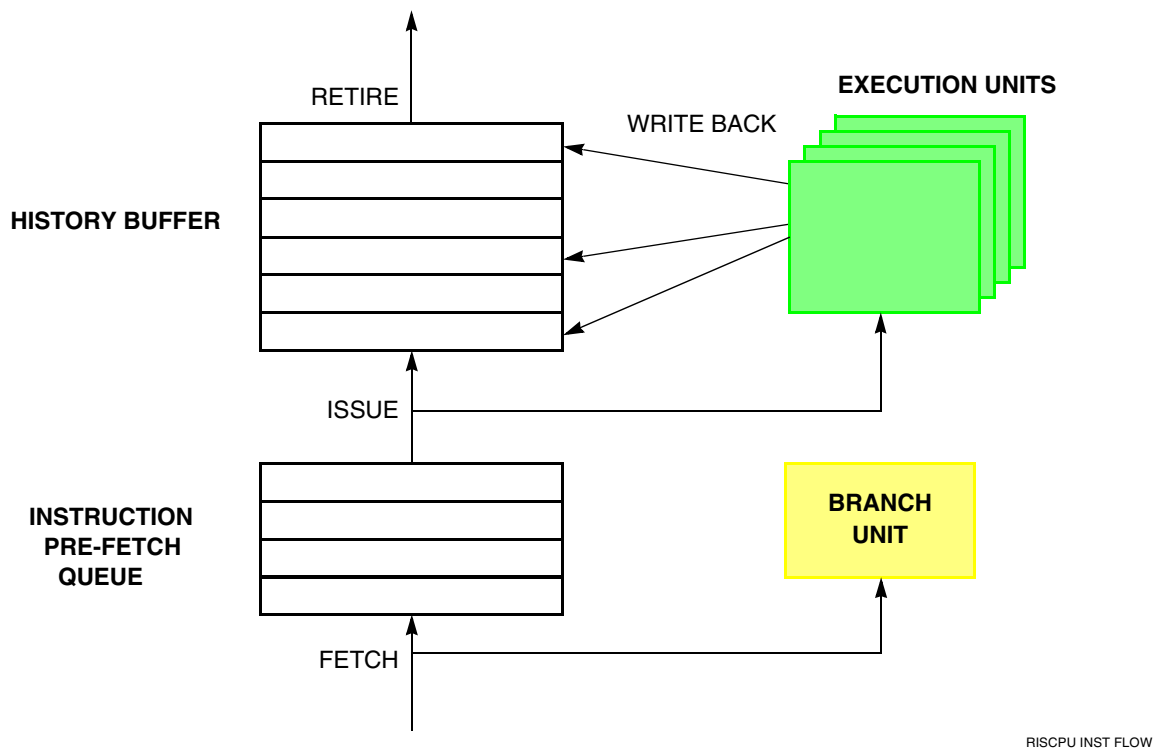 RETIRE
EXECUTION UNITS
WRITE BACK
HISTORY BUFFER
ISSUE
INSTRUCTION
PRE-FETCH
QUEUE
BRANCH
UNIT
FETCH
RISCPU INST FLOW